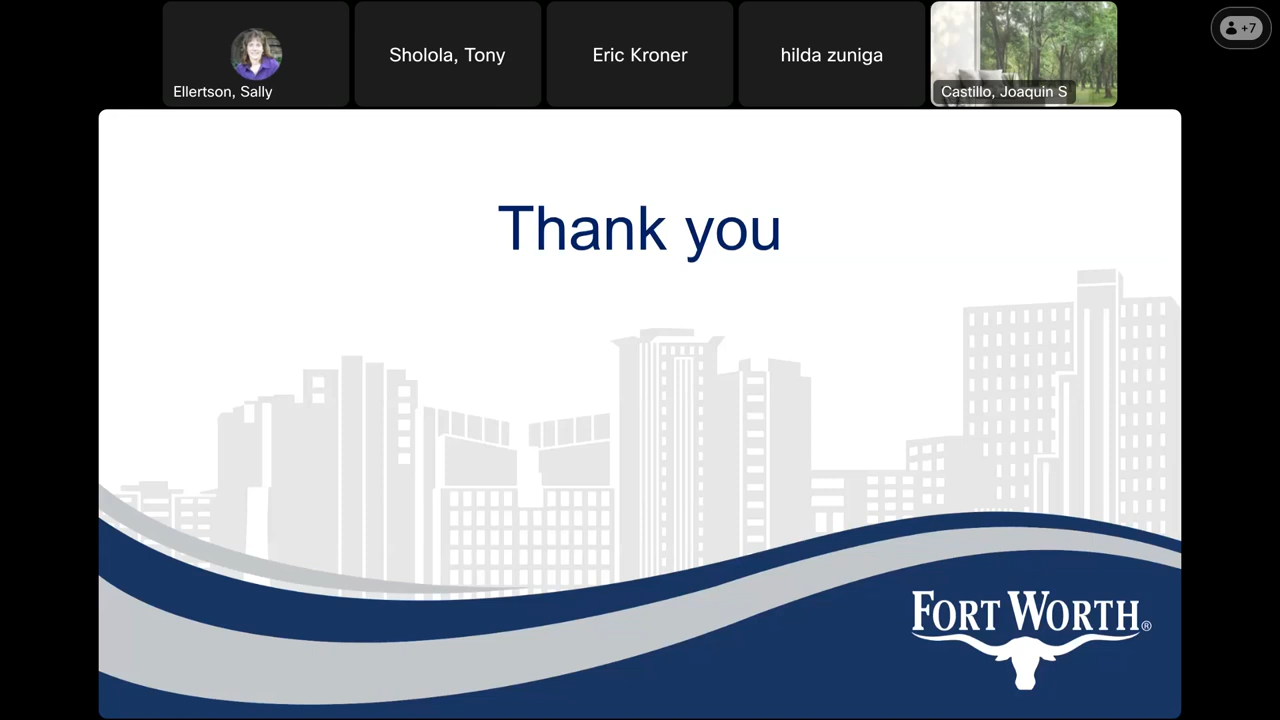 Ellertson, Sally
Sholola, Tony
Eric Kroner
hilda zuniga
Castillo, Joaquin S
+7
Thank you
FORT WORTH®